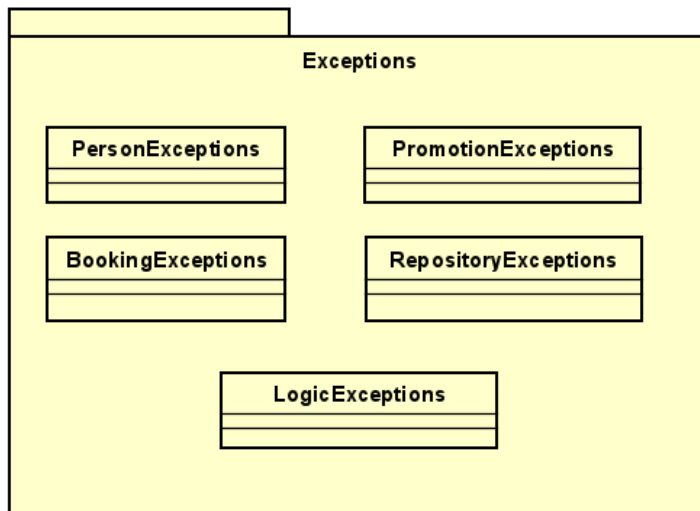 Exceptions
PersonExceptions
PromotionExceptions
BookingExceptions
RepositoryExceptions
LogicExceptions